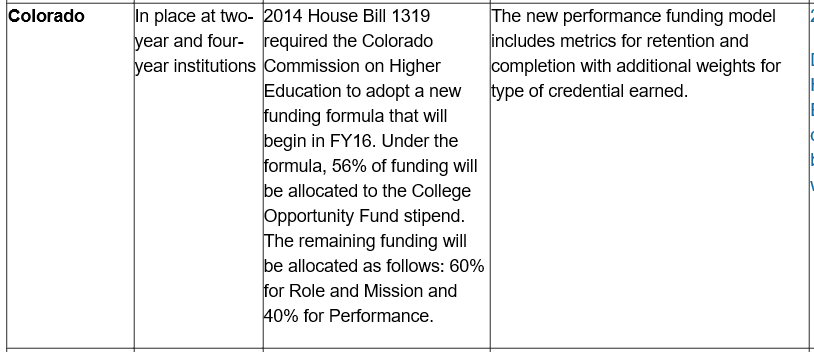 Colorado
In place at two-
year and four-
year institutions
2014 House Bill 1319
required the Colorado
Commission on Higher
Education to adopt a new
funding formula that will
begin in FY16. Under the
formula, 56% of funding will
be allocated to the College
Opportunity Fund stipend.
The remaining funding will
be allocated as follows: 60%
for Role and Mission and
40% for Performance.
The new performance funding model
includes metrics for retention and
completion with additional weights for
type of credential earned.